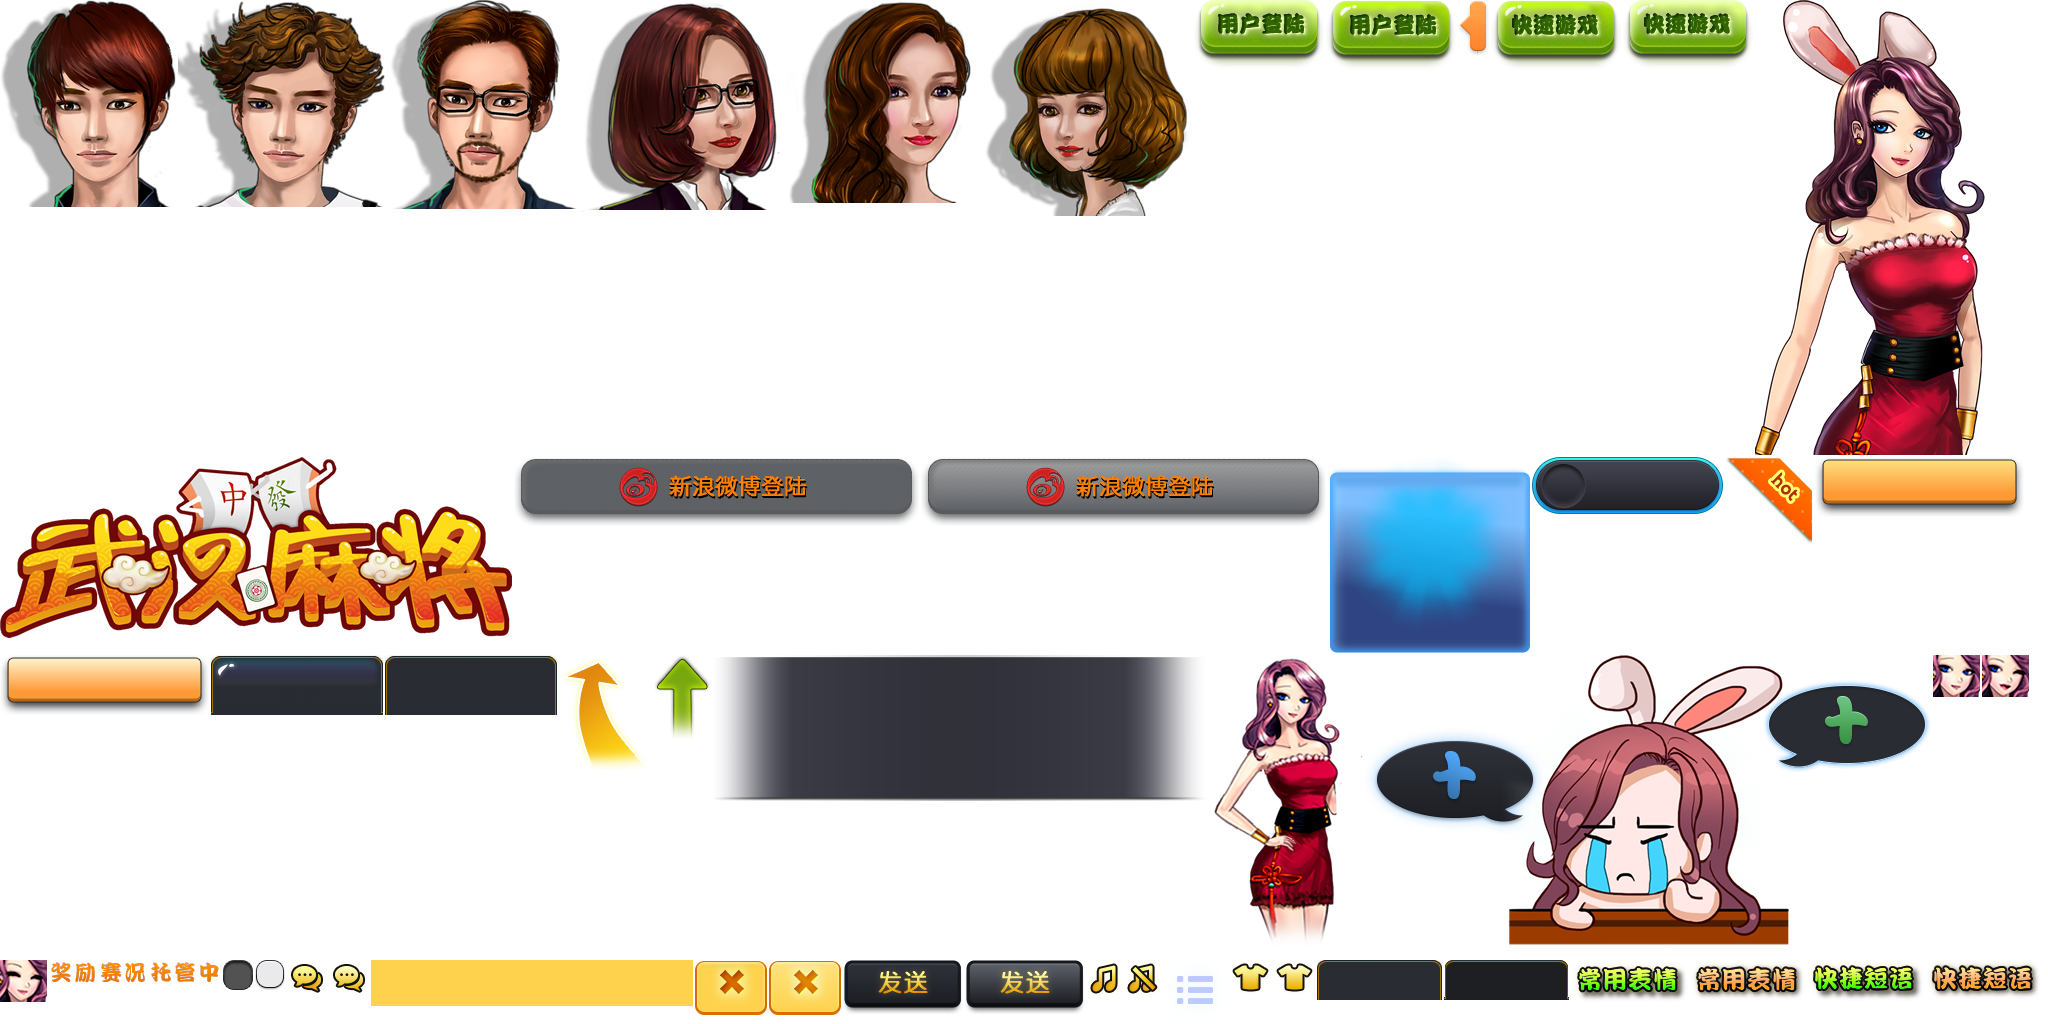 用户登陆
用户登陆
快速游戏
快速游戏
中 發
武汉麻将
新浪微博登陆
新浪微博登陆
hot
奖励 赛况 托管中
发送
发送
常用表情
常用表情
快捷短语
快捷短语